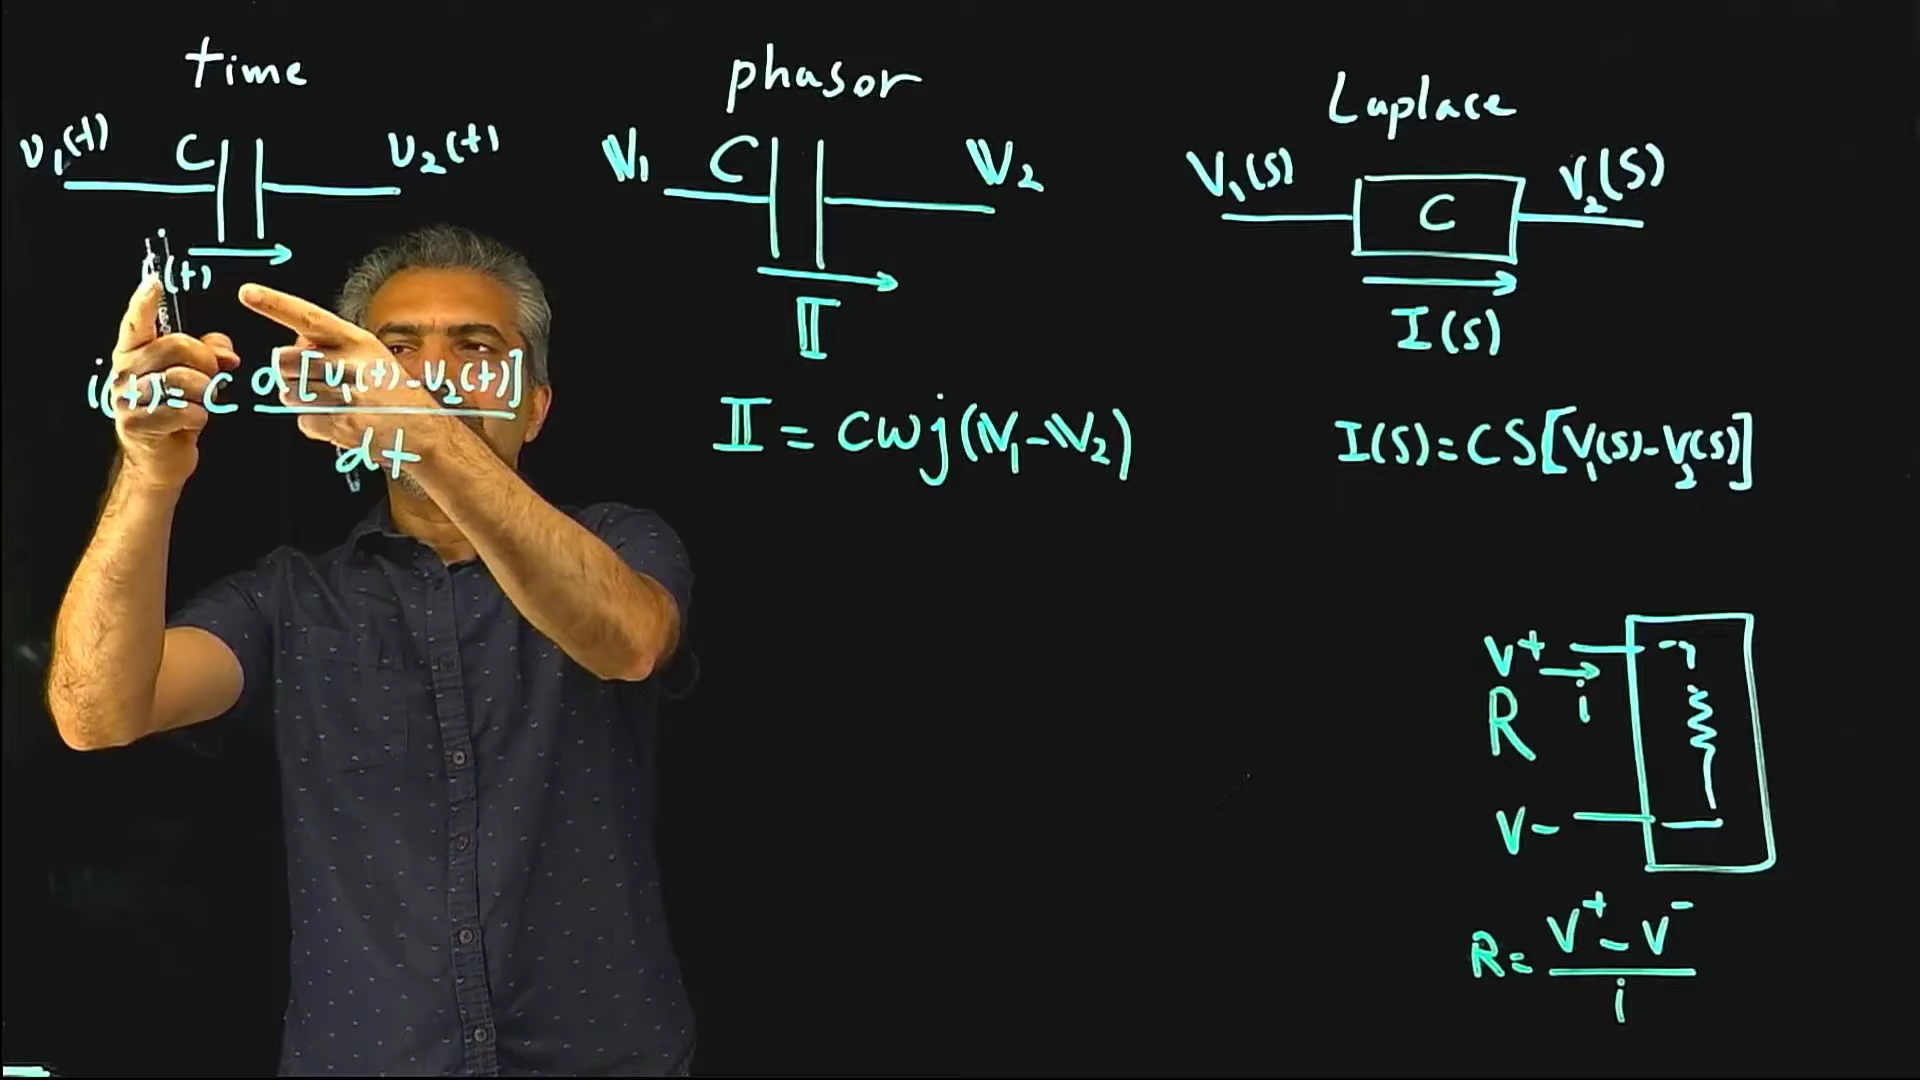 time
v₁(t) C v₂(t)
i(t)
i(t) = C d[v₁(t) - v₂(t)] / dt
phasor
V₁ C V₂
I
I = Cωj(V₁ - V₂)
Laplace
V₁(S) C V₂(S)
I(S)
I(S) = CS[V₁(S) - V₂(S)]
V+
i
R
V-
R = V⁺ - V⁻ / i